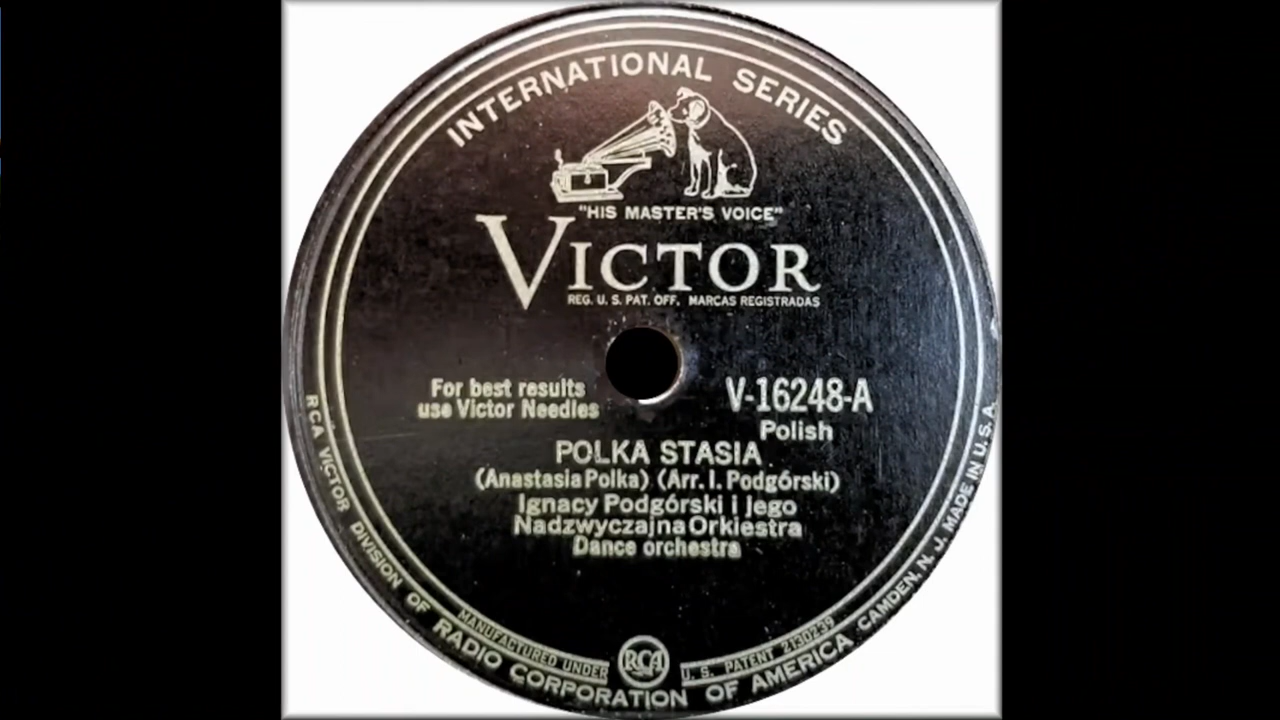 INTERNATIONAL SERIES
"HIS MASTER'S VOICE"
VICTOR
REG. U. S. PAT. OFF. MARCAS REGISTRADAS
For best results
use Victor Needles
V-16248-A
Polish
POLKA STASIA
(Anastasia Polka) (Arr. I. Podgórski)
Ignacy Podgórski i Jego
Nadzwyczajna Orkiestra
Dance orchestra
MANUFACTURED UNDER
RCA
U. S. PATENT 2130239
RCA VICTOR DIVISION OF RADIO CORPORATION OF AMERICA CAMDEN, N. J. MADE IN U.S.A.